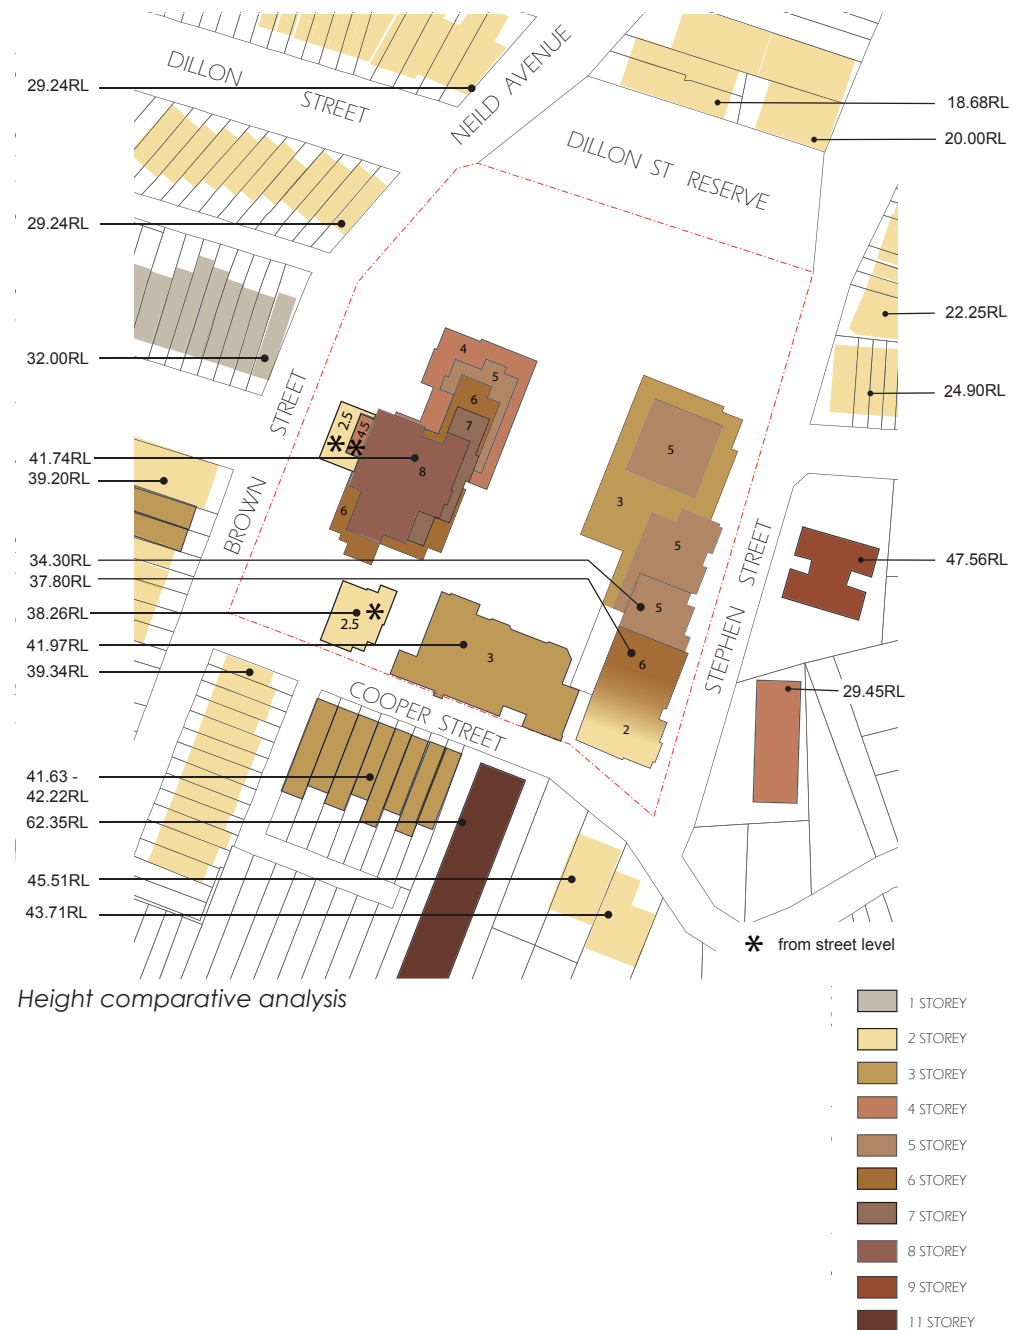 DILLON
STREET
NEILD AVENUE
29.24RL
18.68RL
20.00RL
DILLON ST RESERVE
29.24RL
22.25RL
32.00RL
24.90RL
BROWN
STREET
4
5
6
7
8
2.5
4.5
6
41.74RL
39.20RL
5
3
5
5
6
2
STEPHEN STREET
47.56RL
34.30RL
37.80RL
38.26RL
2.5
41.97RL
3
39.34RL
29.45RL
COOPER STREET
41.63 -
42.22RL
62.35RL
45.51RL
43.71RL
* from street level
Height comparative analysis
1 STOREY
2 STOREY
3 STOREY
4 STOREY
5 STOREY
6 STOREY
7 STOREY
8 STOREY
9 STOREY
11 STOREY